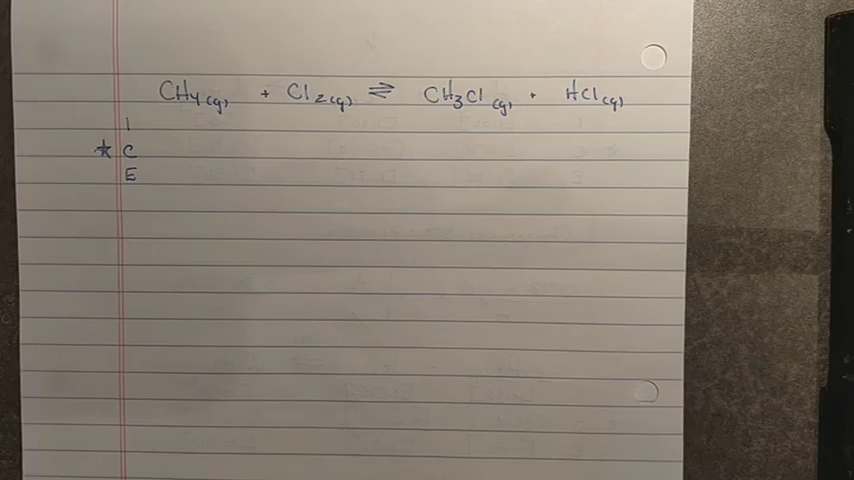 CH4(g) + Cl2(g) ⇌ CH3Cl(g) + HCl(g)
I
★ C
E